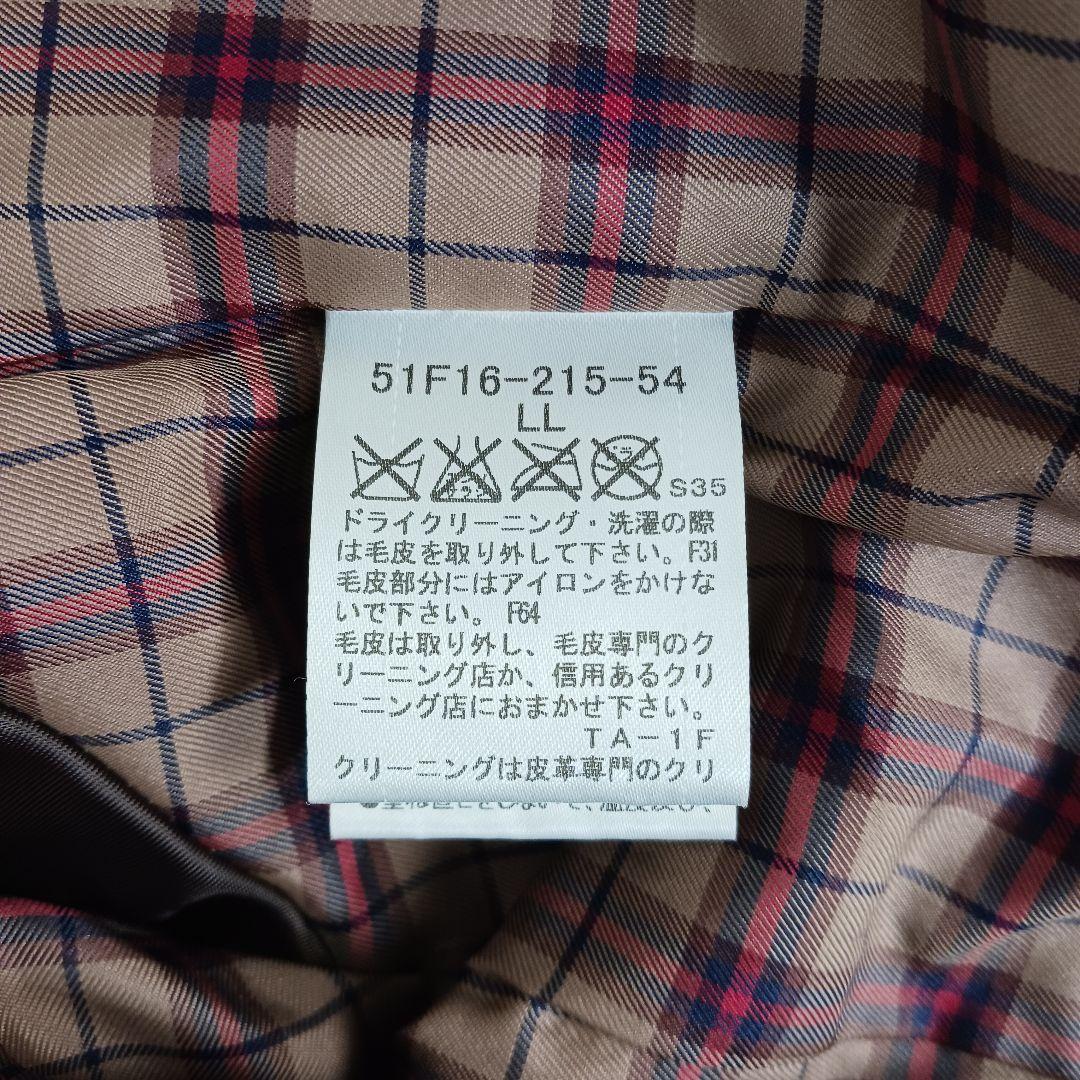 51F16-215-54
LL
S35
ドライクリーニング・洗濯の際
は毛皮を取り外して下さい。F31
毛皮部分にはアイロンをかけな
いで下さい。F64
毛皮は取り外し、毛皮専門のク
リーニング店か、信用あるクリ
ーニング店におまかせ下さい。
TA-1F
クリーニングは皮革専門のクリ